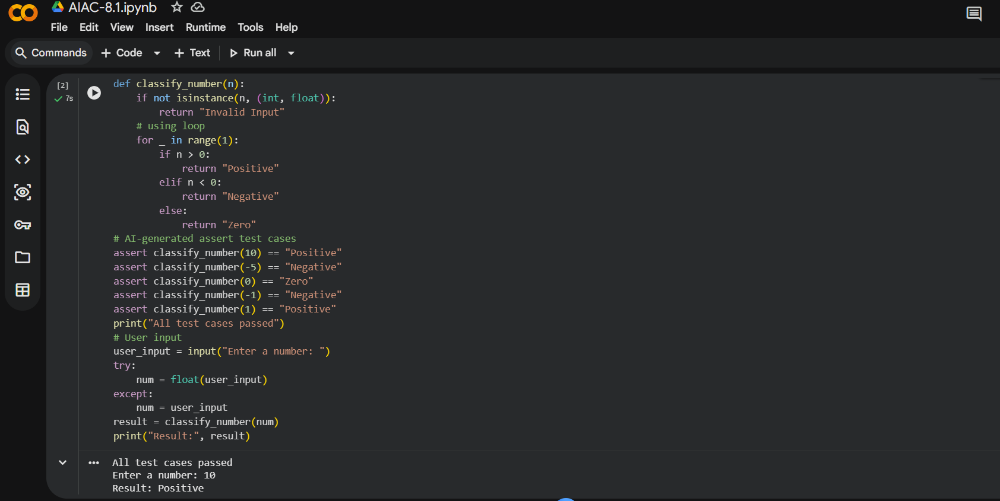 AIAC-8.1.ipynb
File Edit View Insert Runtime Tools Help
Commands + Code + Text Run all
[2]
7s
def classify_number(n):
    if not isinstance(n, (int, float)):
        return "Invalid Input"
    # using loop
    for _ in range(1):
        if n > 0:
            return "Positive"
        elif n < 0:
            return "Negative"
        else:
            return "Zero"
# AI-generated assert test cases
assert classify_number(10) == "Positive"
assert classify_number(-5) == "Negative"
assert classify_number(0) == "Zero"
assert classify_number(-1) == "Negative"
assert classify_number(1) == "Positive"
print("All test cases passed")
# User input
user_input = input("Enter a number: ")
try:
    num = float(user_input)
except:
    num = user_input
result = classify_number(num)
print("Result:", result)
All test cases passed
Enter a number: 10
Result: Positive